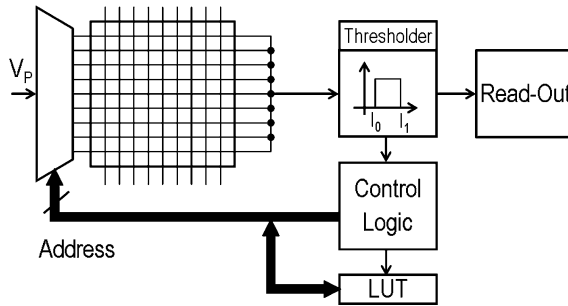 Thresholder
V_P
Read-Out
I_0 I_1
Control
Logic
Address
LUT